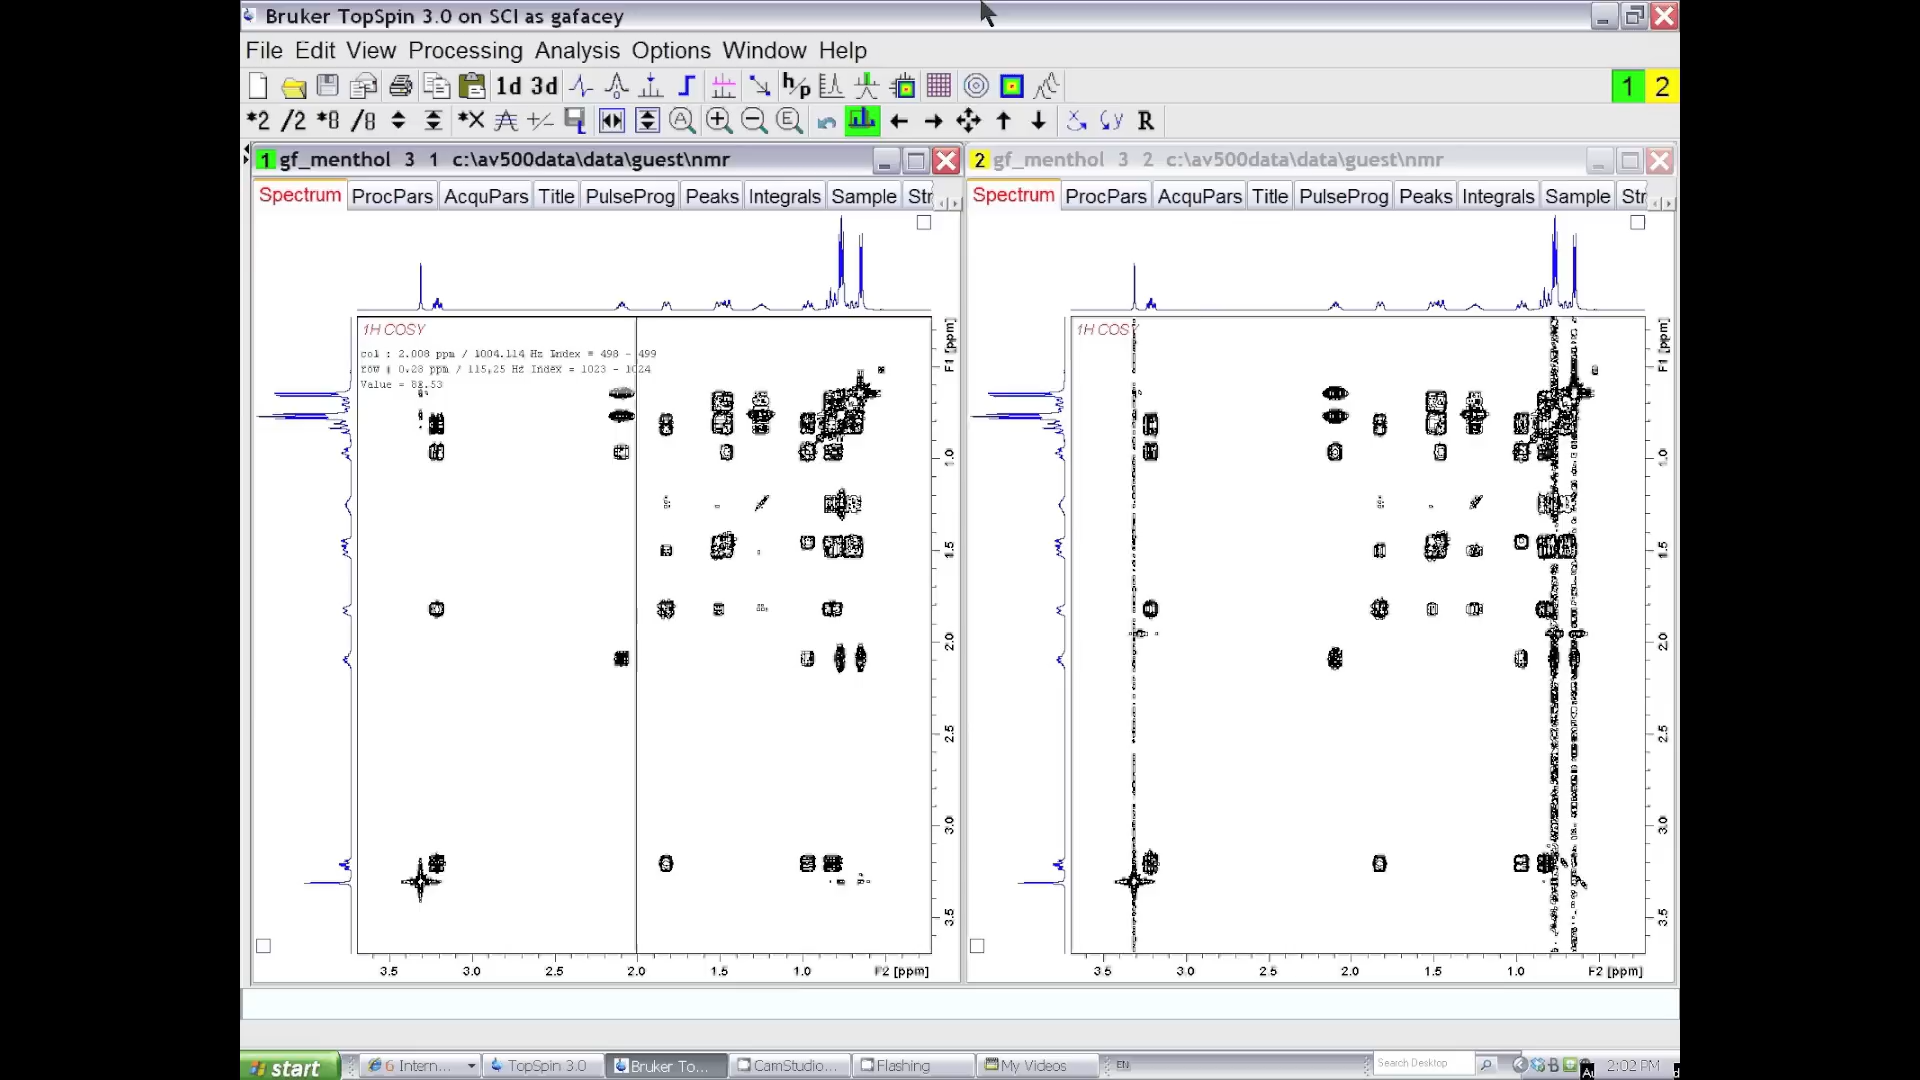 Bruker TopSpin 3.0 on SCI as gafacey
File Edit View Processing Analysis Options Window Help
1d 3d h/p 1 2
*2 /2 *8 /8 *X +/- E R
1 gf_menthol 3 1 c:\av500data\data\guest\nmr
2 gf_menthol 3 2 c:\av500data\data\guest\nmr
Spectrum ProcPars AcquPars Title PulseProg Peaks Integrals Sample Str
Spectrum ProcPars AcquPars Title PulseProg Peaks Integrals Sample Str
1H COSY
col : 2.008 ppm / 1004.114 Hz Index = 498 - 499
row : 0.23 ppm / 115.25 Hz Index = 1023 - 1024
F1 [ppm]
1.0
1.5
2.0
2.5
3.0
3.5
3.5 3.0 2.5 2.0 1.5 1.0 F2 [ppm]
1H COSY
F1 [ppm]
1.0
1.5
2.0
2.5
3.0
3.5
3.5 3.0 2.5 2.0 1.5 1.0 F2 [ppm]
start 6 Intern... TopSpin 3.0 Bruker To... CamStudio... Flashing My Videos EN Search Desktop 2:02 PM